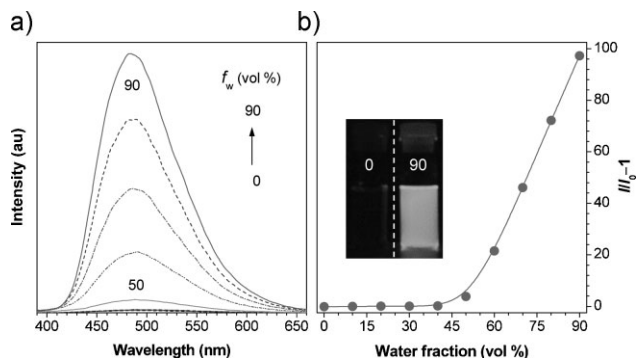 a)
b)
f_w (vol %)
90
0
90
50
Intensity (au)
400 450 500 550 600 650
Wavelength (nm)
0 90
100
80
60
40
20
0
I/I_0–1
0 10 20 30 40 50 60 70 80 90
Water fraction (vol %)